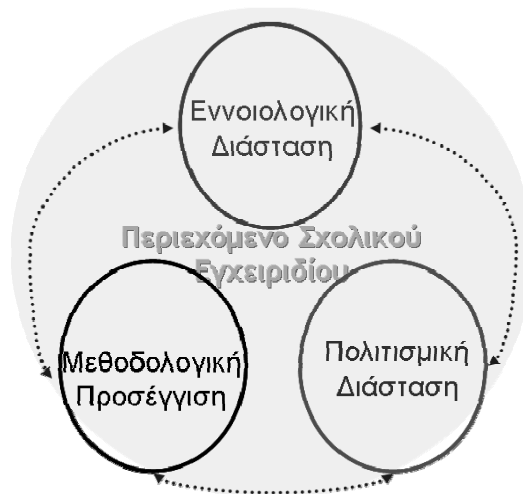 Εννοιολογική
Διάσταση
Περιεχόμενο Σχολικού
Εγχειριδίου
Μεθοδολογική
Προσέγγιση
Πολιτισμική
Διάσταση